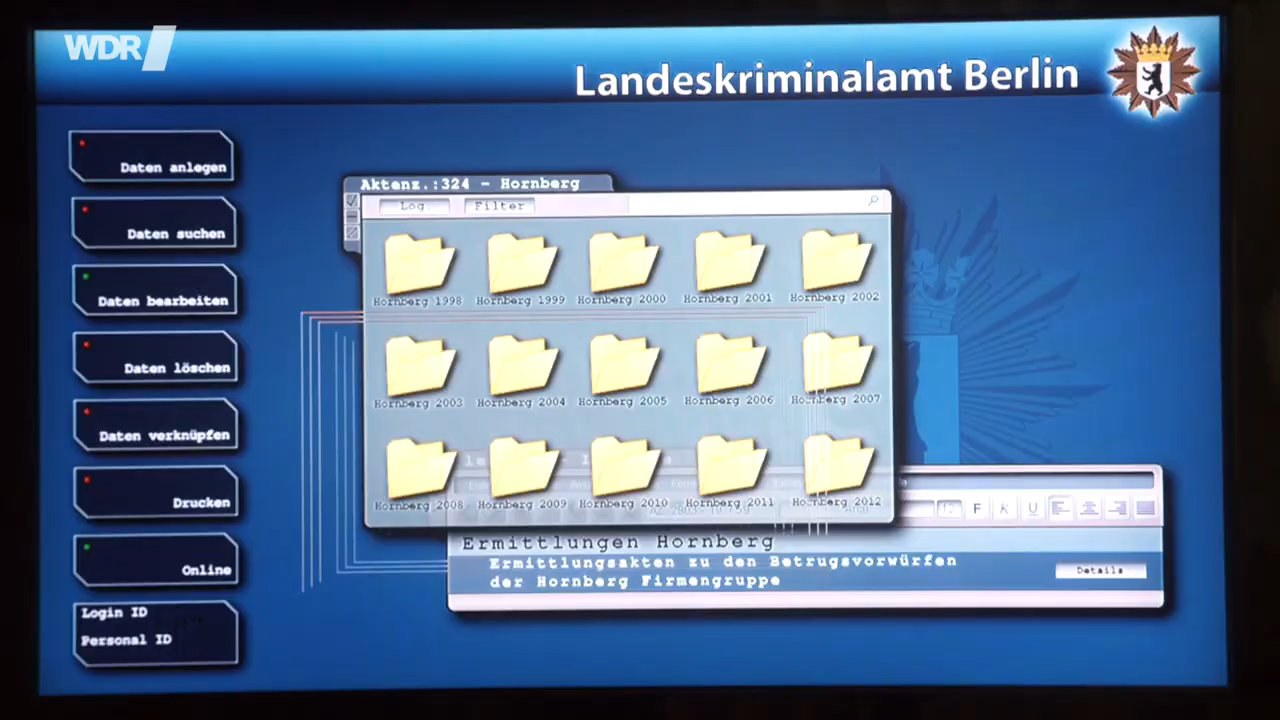 WDR
Landeskriminalamt Berlin
Daten anlegen
Daten suchen
Daten bearbeiten
Daten löschen
Daten verknüpfen
Drucken
Online
Login ID
Personal ID
Aktenz.:324 - Hornberg
Log.
Filter
Hornberg 1998
Hornberg 1999
Hornberg 2000
Hornberg 2001
Hornberg 2002
Hornberg 2003
Hornberg 2004
Hornberg 2005
Hornberg 2006
Hornberg 2007
Hornberg 2008
Hornberg 2009
Hornberg 2010
Hornberg 2011
Hornberg 2012
F K U
Ermittlungen Hornberg
Ermittlungsakten zu den Betrugsvorwürfen
der Hornberg Firmengruppe
Details